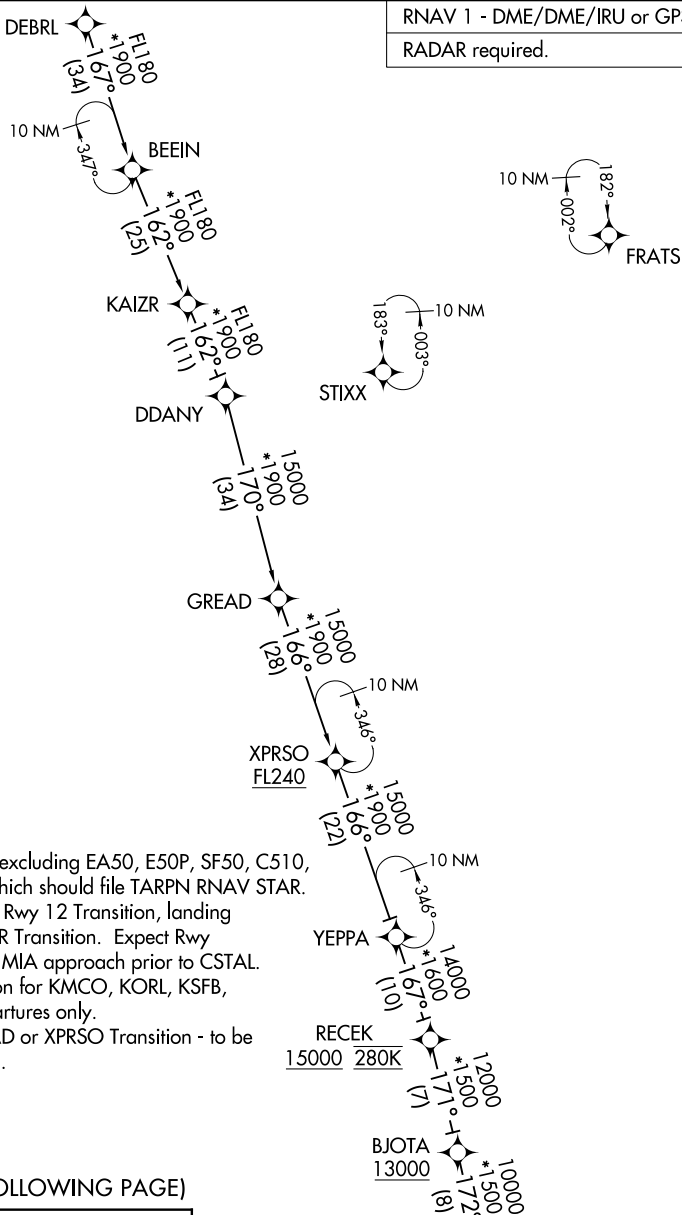 DEBRL
RNAV 1 - DME/DME/IRU or GPS
RADAR required.
FL180
*1900
167°
(34)
10 NM
347°
BEEIN
FL180
*1900
162°
(25)
10 NM
182°
002°
FRATS
KAIZR
FL180
*1900
162°
(11)
10 NM
183°
003°
STIXX
DDANY
15000
*1900
170°
(34)
GREAD
15000
*1900
166°
(28)
10 NM
346°
XPRSO
FL240
15000
*1900
166°
(22)
10 NM
346°
excluding EA50, E50P, SF50, C510,
which should file TARPN RNAV STAR.
Rwy 12 Transition, landing
R Transition. Expect Rwy
MIA approach prior to CSTAL.
on for KMCO, KORL, KSFB,
artures only.
AD or XPRSO Transition - to be
.
YEPPA
14000
*1600
167°
(10)
RECEK
15000 280K
12000
*1500
171°
(7)
BJOTA
13000
10000
*1500
172°
(8)
OLLOWING PAGE)